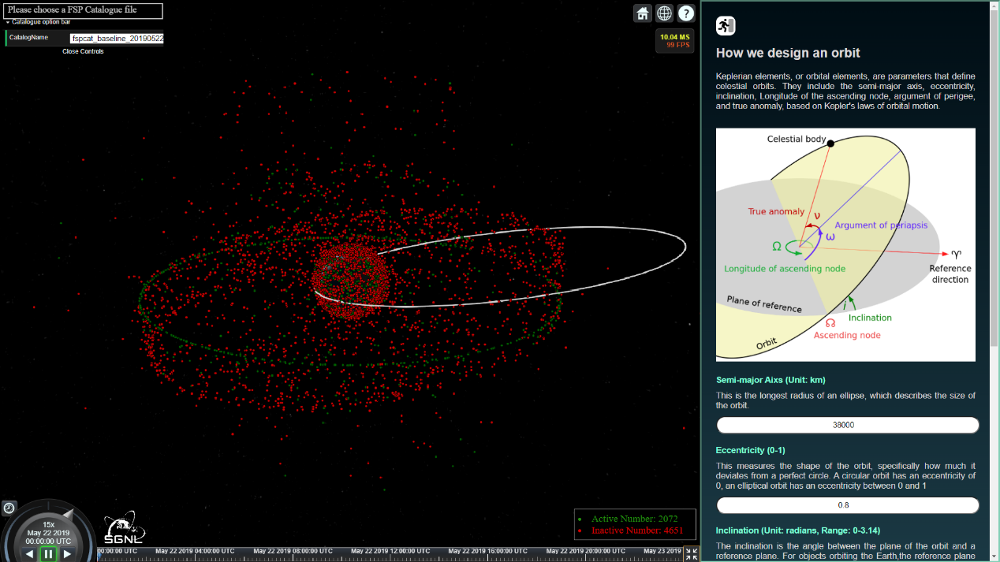 Please choose a FSP Catalogue file
Catalogue option bar
CatalogName fspcat_baseline_20190522
Close Controls
?
10.04 MS
99 FPS
Active Number: 2072
Inactive Number: 4651
15x
May 22 2019
00:00:00 UTC
SGNL
00:00:00 UTC May 22 2019 04:00:00 UTC May 22 2019 08:00:00 UTC May 22 2019 12:00:00 UTC May 22 2019 16:00:00 UTC May 22 2019 20:00:00 UTC May 23 2019
How we design an orbit
Keplerian elements, or orbital elements, are parameters that define
celestial orbits. They include the semi-major axis, eccentricity,
inclination, Longitude of the ascending node, argument of perigee,
and true anomaly, based on Kepler's laws of orbital motion.
Celestial body
True anomaly
ν
Argument of periapsis
ω
Ω
♈
Longitude of ascending node
Reference
direction
Plane of reference
i
Inclination
☊
Ascending node
Orbit
Semi-major Aixs (Unit: km)
This is the longest radius of an ellipse, which describes the size of
the orbit.
38000
Eccentricity (0-1)
This measures the shape of the orbit, specifically how much it
deviates from a perfect circle. A circular orbit has an eccentricity of
0, an elliptical orbit has an eccentricity between 0 and 1
0.8
Inclination (Unit: radians, Range: 0-3.14)
The inclination is the angle between the plane of the orbit and a
reference plane. For objects orbiting the Earth,the reference plane